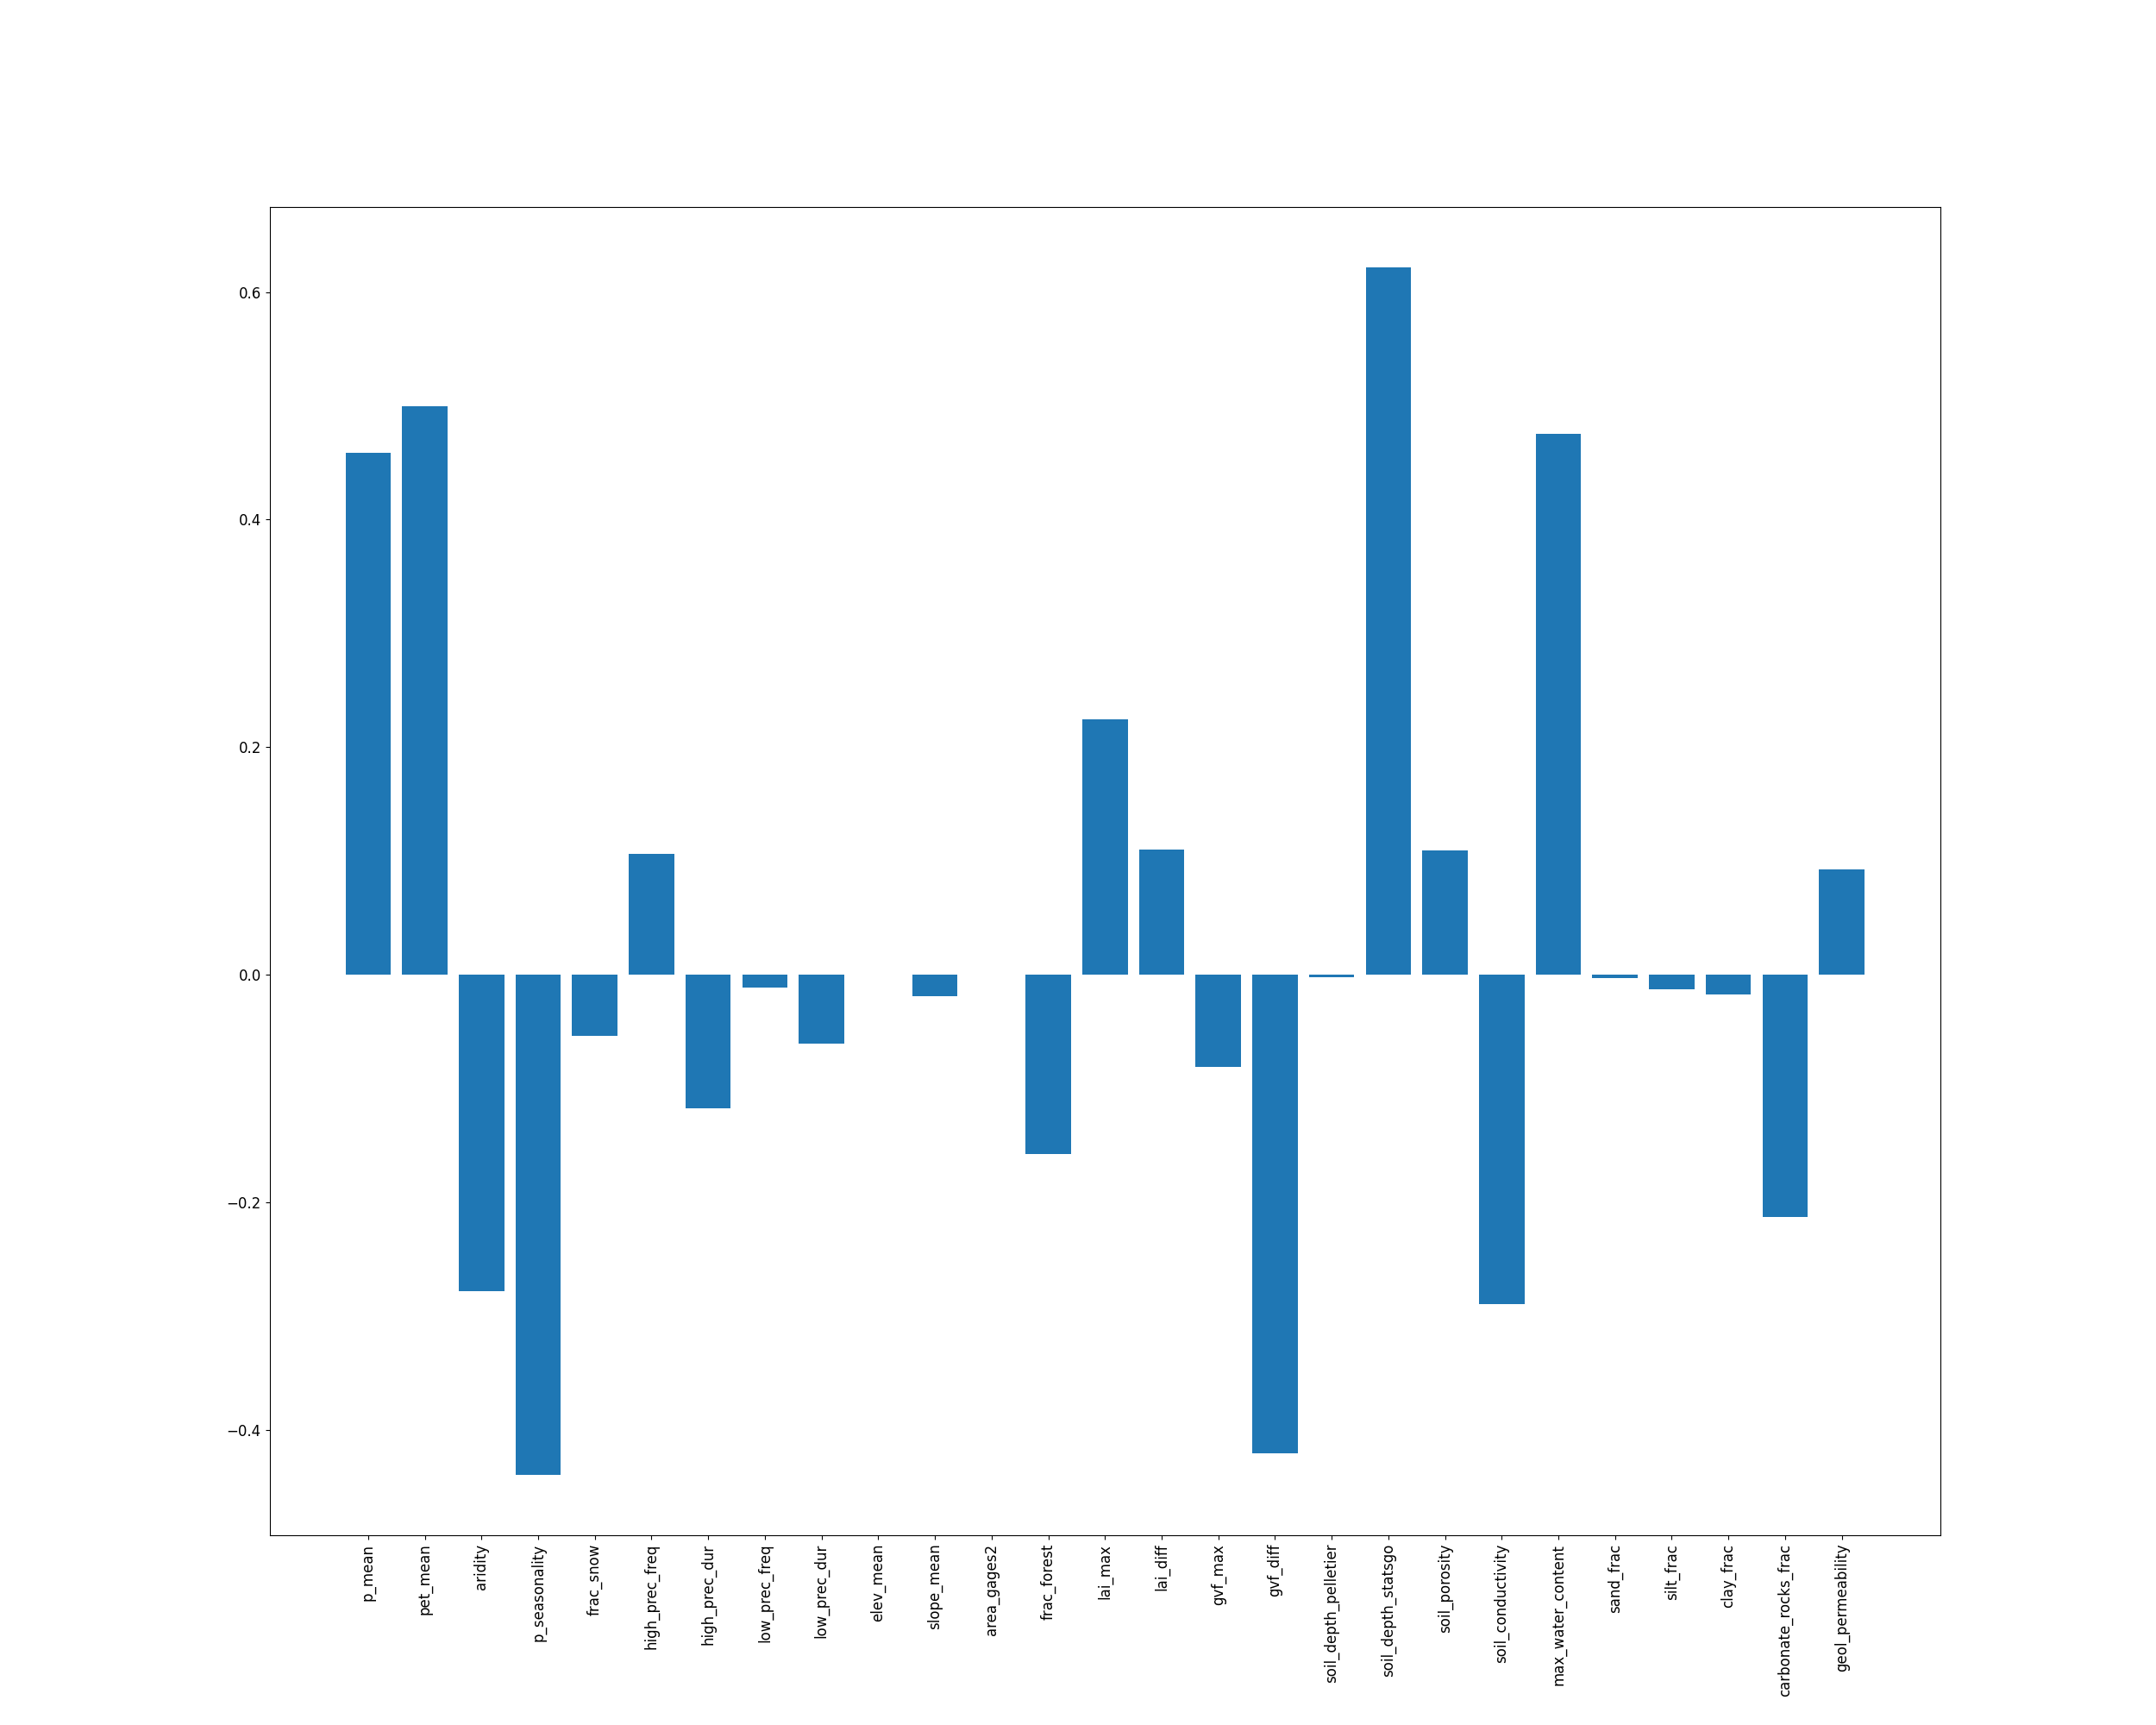 0.6
0.4
0.2
0.0
−0.2
−0.4
p_mean
pet_mean
aridity
p_seasonality
frac_snow
high_prec_freq
high_prec_dur
low_prec_freq
low_prec_dur
elev_mean
slope_mean
area_gages2
frac_forest
lai_max
lai_diff
gvf_max
gvf_diff
soil_depth_pelletier
soil_depth_statsgo
soil_porosity
soil_conductivity
max_water_content
sand_frac
silt_frac
clay_frac
carbonate_rocks_frac
geol_permeability